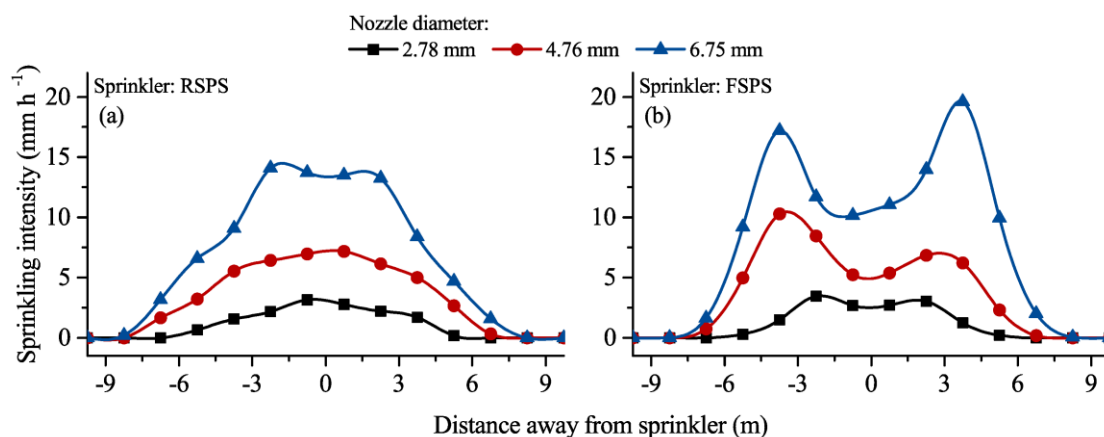 Nozzle diameter:
2.78 mm 4.76 mm 6.75 mm
Sprinkler: RSPS
(a)
Sprinkler: FSPS
(b)
Sprinkling intensity (mm h -1)
20
15
10
5
0
20
15
10
5
0
-9 -6 -3 0 3 6 9
-9 -6 -3 0 3 6 9
Distance away from sprinkler (m)